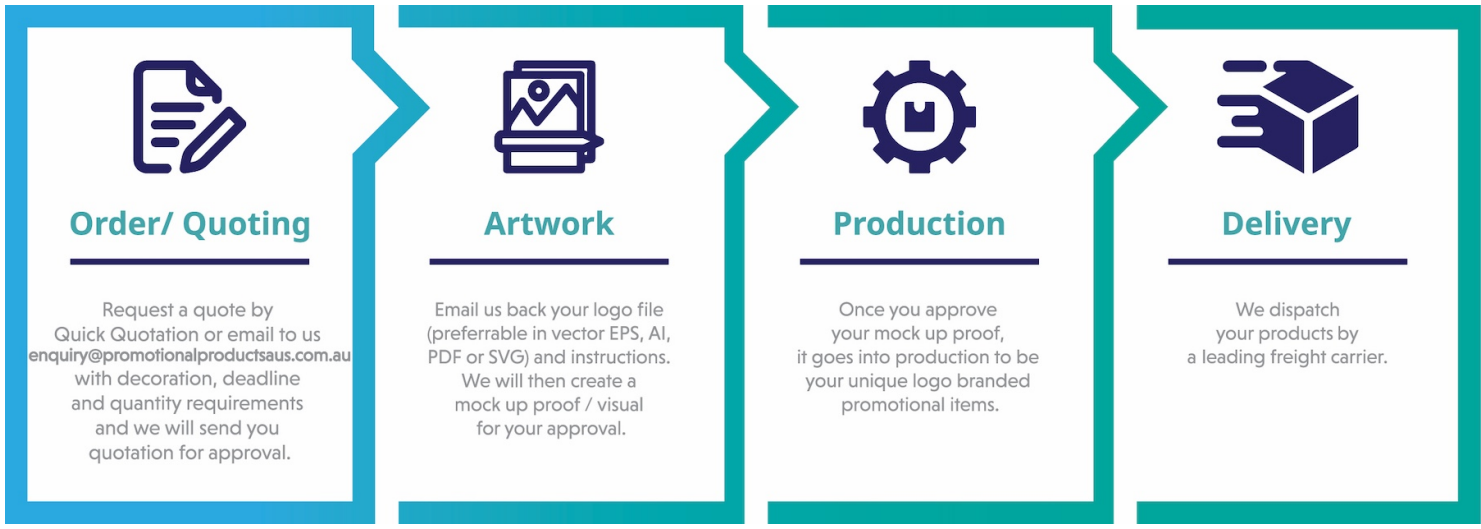 Order/ Quoting
Request a quote by
Quick Quotation or email to us
enquiry@promotionalproductsaus.com.au
with decoration, deadline
and quantity requirements
and we will send you
quotation for approval.
Artwork
Email us back your logo file
(preferrable in vector EPS, AI,
PDF or SVG) and instructions.
We will then create a
mock up proof / visual
for your approval.
Production
Once you approve
your mock up proof,
it goes into production to be
your unique logo branded
promotional items.
Delivery
We dispatch
your products by
a leading freight carrier.